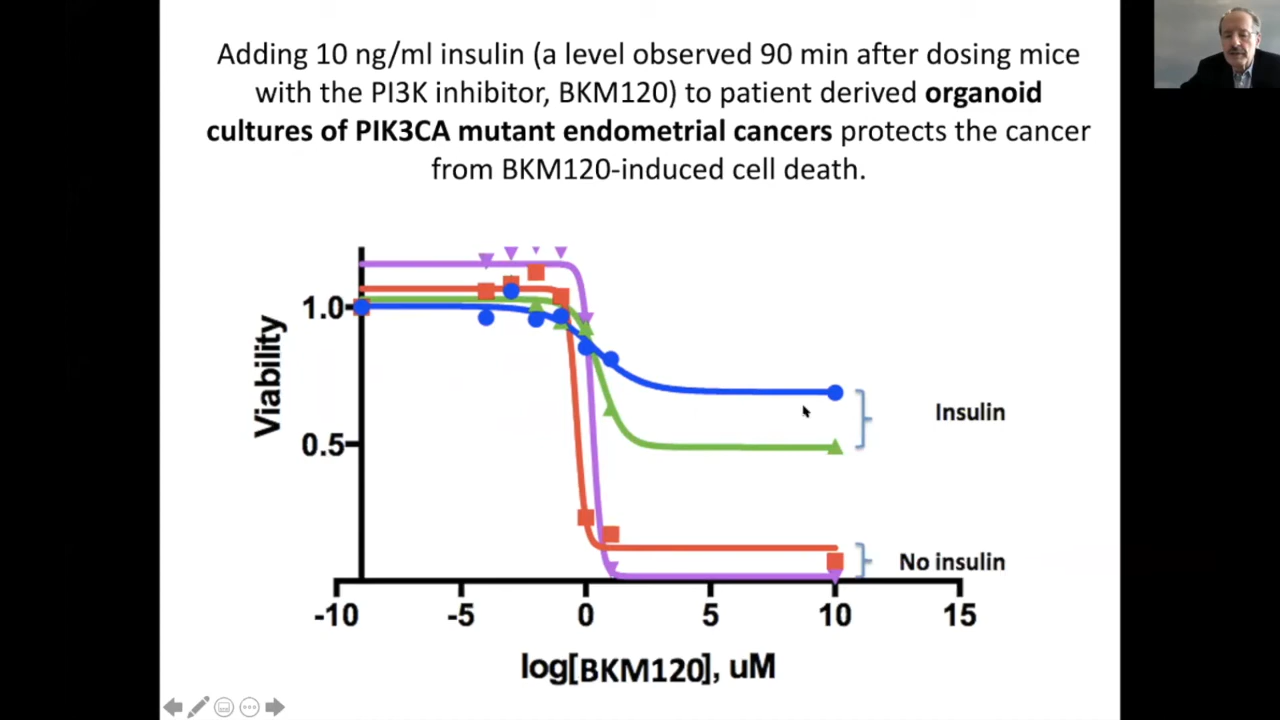 Adding 10 ng/ml insulin (a level observed 90 min after dosing mice
with the PI3K inhibitor, BKM120) to patient derived organoid
cultures of PIK3CA mutant endometrial cancers protects the cancer
from BKM120-induced cell death.
1.0
0.5
Viability
Insulin
No insulin
-10 -5 0 5 10 15
log[BKM120], uM